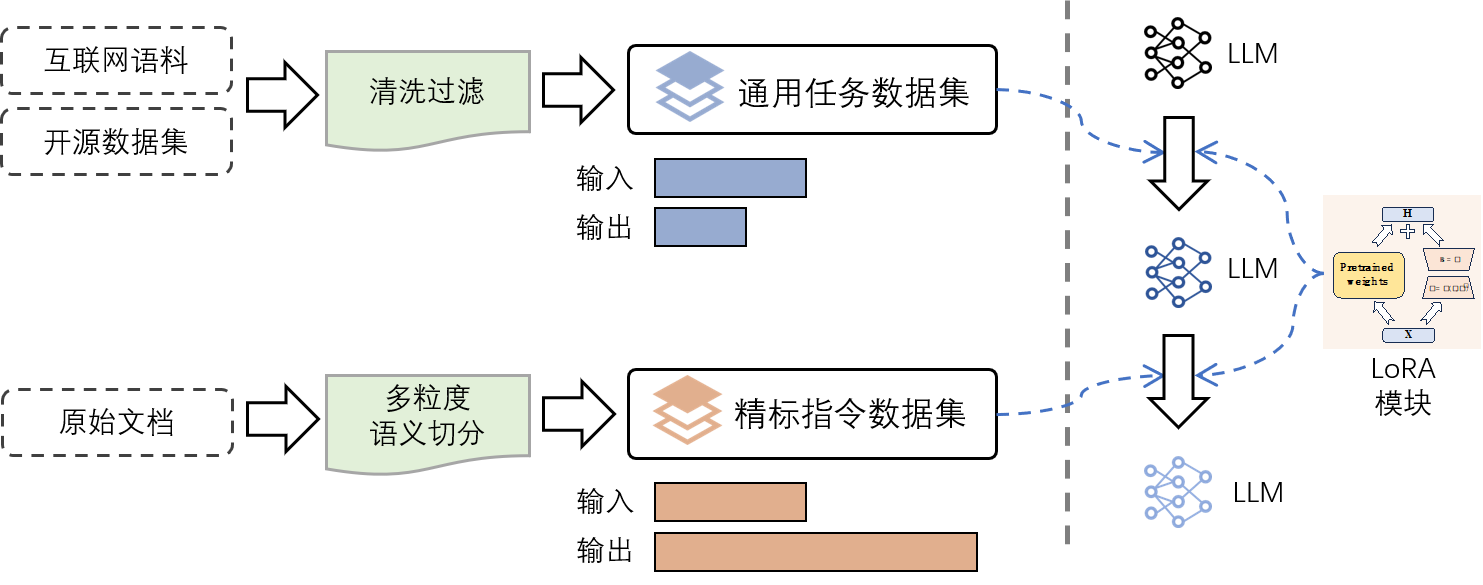 互联网语料
开源数据集
清洗过滤
通用任务数据集
输入
输出
原始文档
多粒度
语义切分
精标指令数据集
输入
输出
LLM
LLM
LLM
H
Pretrained
weights
X
LoRA
模块